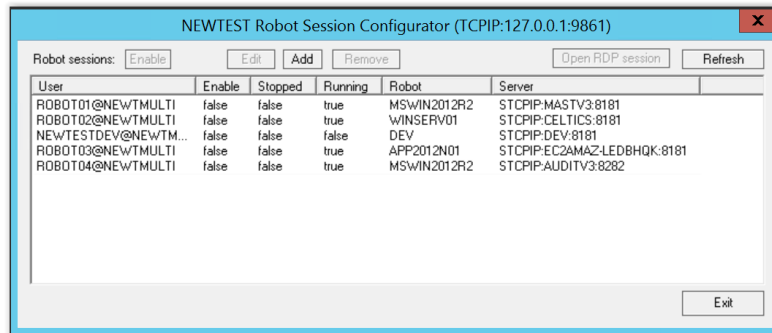 NEWTEST Robot Session Configurator (TCPIP:127.0.0.1:9861) X
Robot sessions: Enable Edit Add Remove Open RDP session Refresh
User Enable Stopped Running Robot Server
ROBOT01@NEWTMULTI false false true MSWIN2012R2 STCPIP:MASTV3:8181
ROBOT02@NEWTMULTI false false true WINSERV01 STCPIP:CELTICS:8181
NEWTESTDEV@NEWTM... false false false DEV STCPIP:DEV:8181
ROBOT03@NEWTMULTI false false true APP2012N01 STCPIP:EC2AMAZ-LEDBHQK:8181
ROBOT04@NEWTMULTI false false true MSWIN2012R2 STCPIP:AUDITV3:8282
Exit